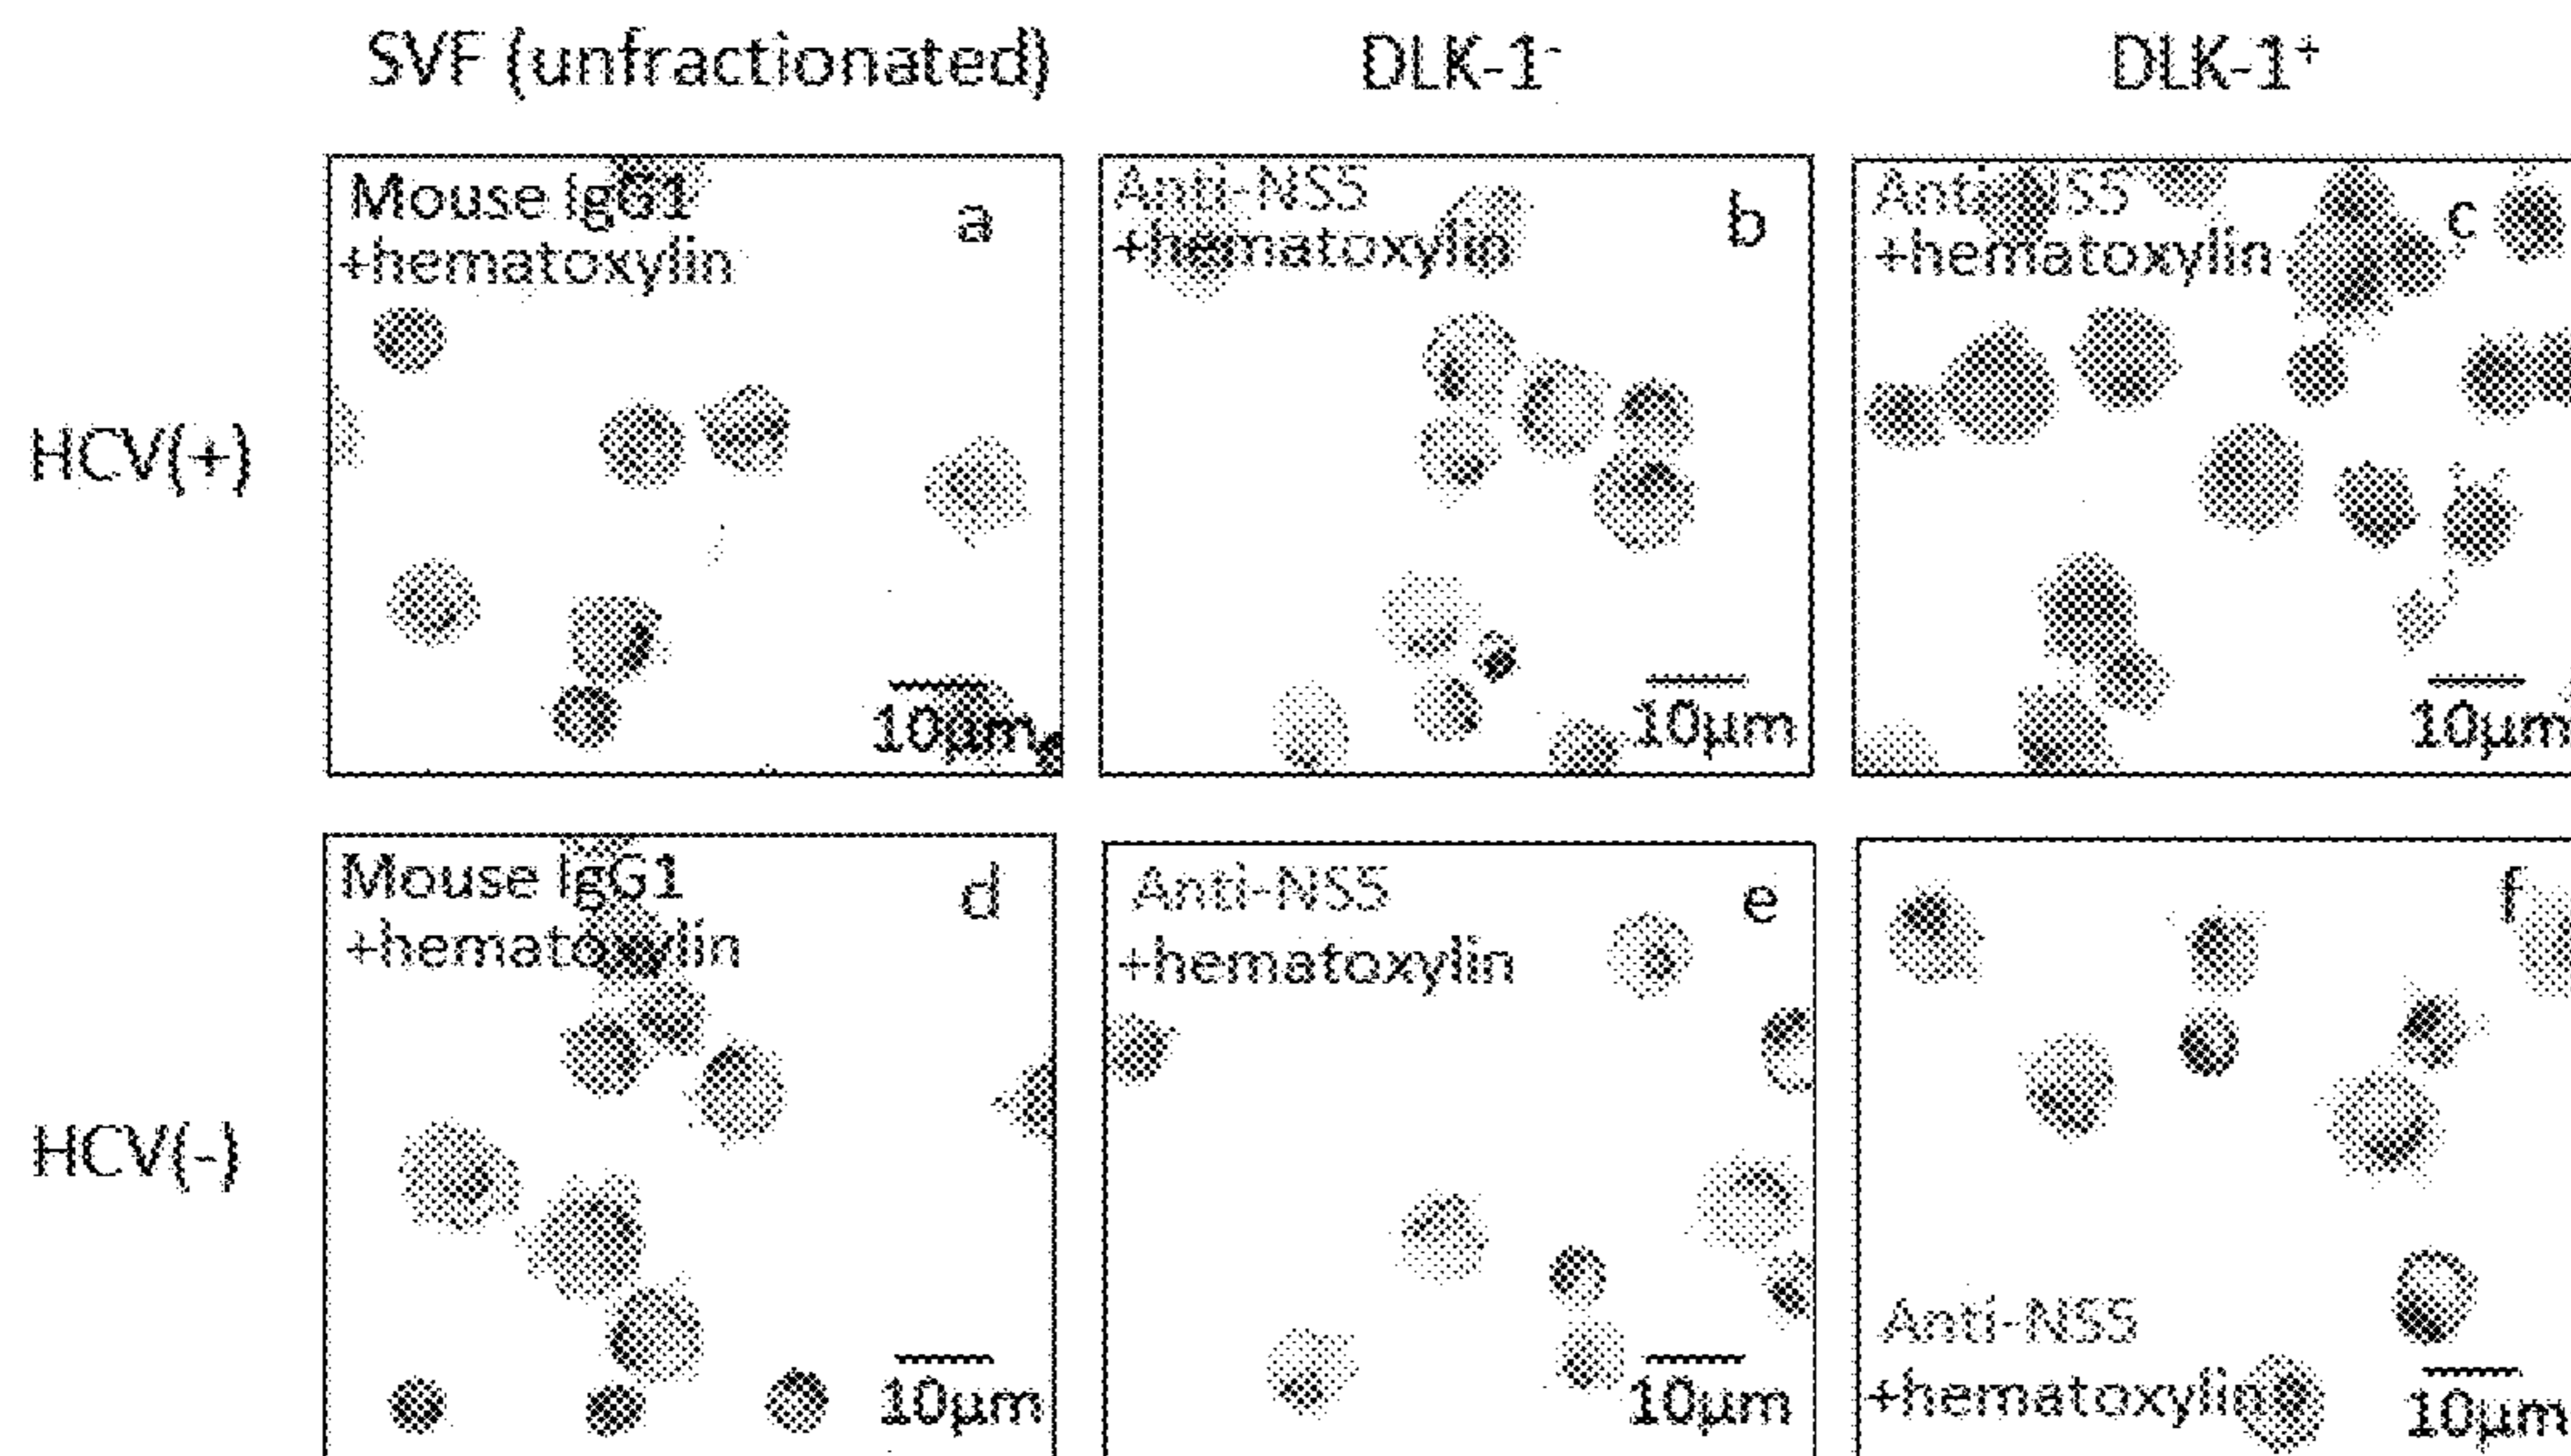 SVF (unfractionated)
DLK-1⁻
DLK-1⁺
HCV(+)
Mouse IgG1
+hematoxylin
a
10μm
Anti-NS5
+hematoxylin
b
10μm
Anti-NS5
+hematoxylin
c
10μm
HCV(-)
Mouse IgG1
+hematoxylin
d
10μm
Anti-NS5
+hematoxylin
e
10μm
f
Anti-NS5
+hematoxylin
10μm